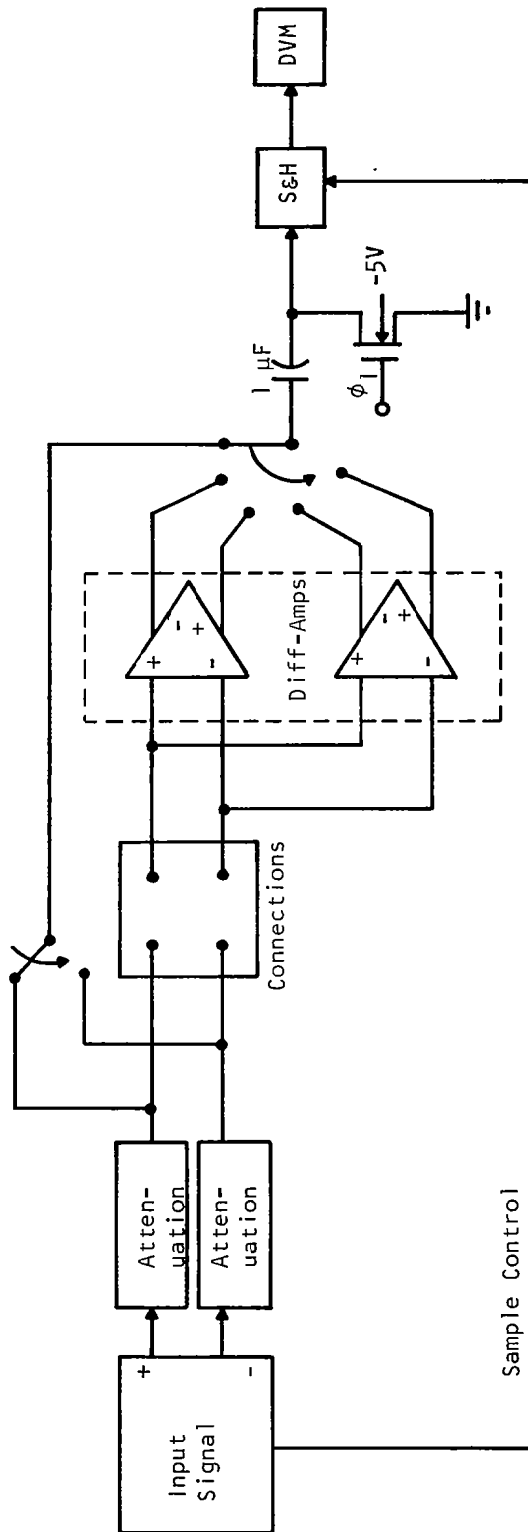 Input
Signal
+
-
Atten-
uation
Atten-
uation
Connections
+
-
-
+
+
-
-
+
Diff-Amps
1 μF
ϕ1
-5V
S&H
DVM
Sample Control